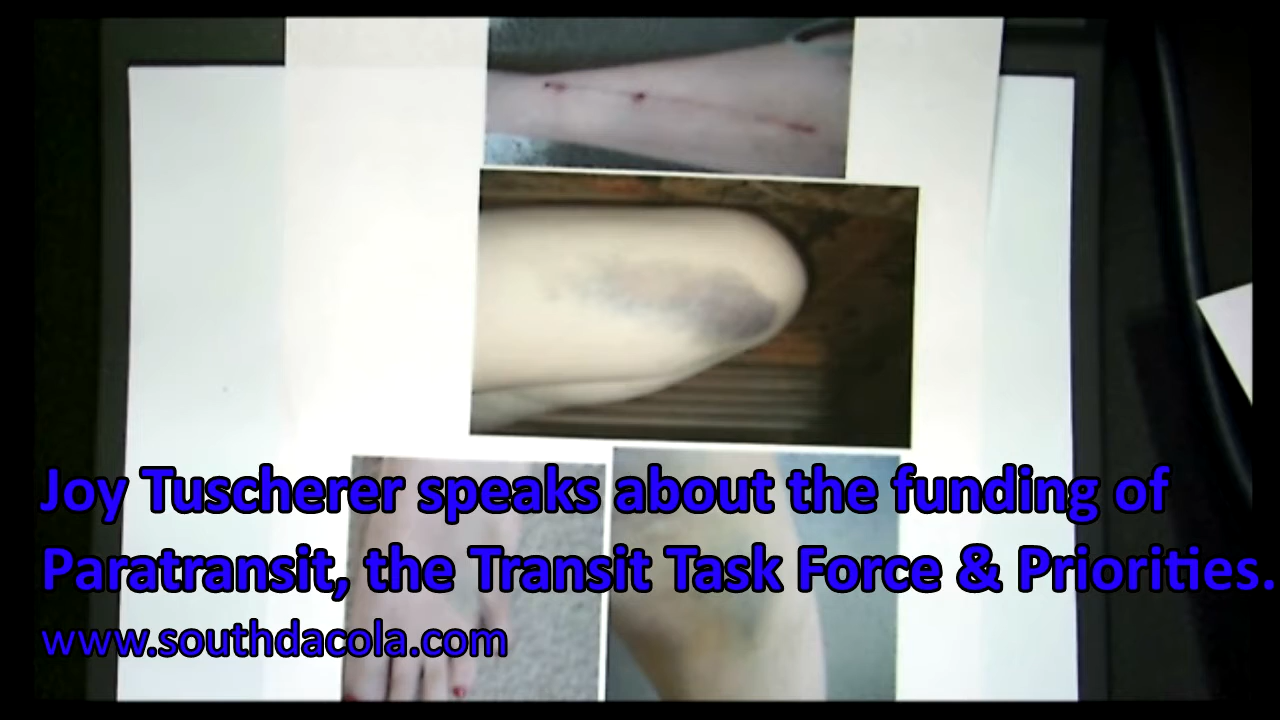 Joy Tuscherer speaks about the funding of
Paratransit, the Transit Task Force & Priorities.
www.southdacola.com